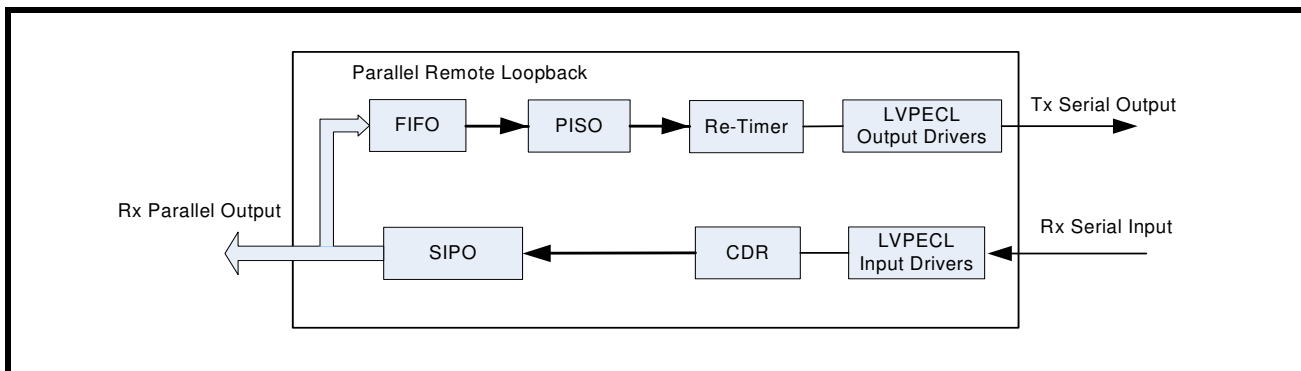 Parallel Remote Loopback
FIFO
PISO
Re-Timer
LVPECL
Output Drivers
Tx Serial Output
Rx Parallel Output
SIPO
CDR
LVPECL
Input Drivers
Rx Serial Input